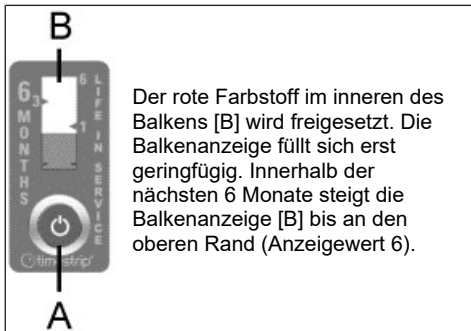 B
6
3
1
6
MONTHS
LIFE IN SERVICE
timestrip
A
Der rote Farbstoff im inneren des
Balkens [B] wird freigesetzt. Die
Balkenanzeige füllt sich erst
geringfügig. Innerhalb der
nächsten 6 Monate steigt die
Balkenanzeige [B] bis an den
oberen Rand (Anzeigewert 6).